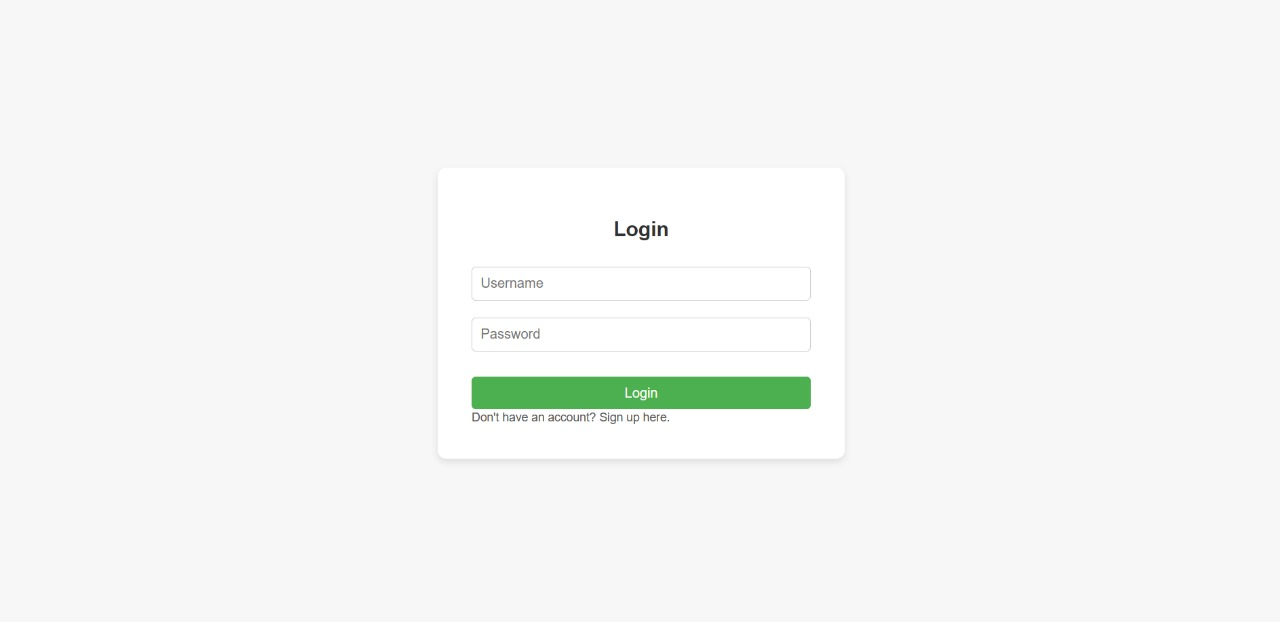 Login
Username
Password
Login
Don't have an account? Sign up here.